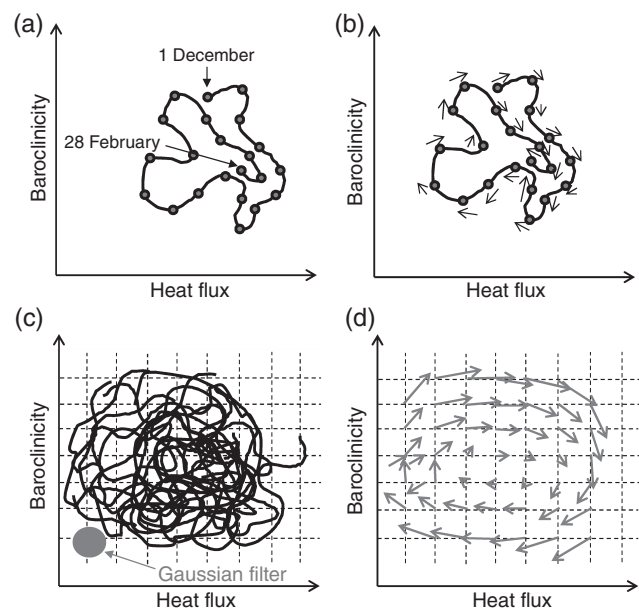 (a)
1 December
28 February
Baroclinicity
Heat flux
(b)
Baroclinicity
Heat flux
(c)
Baroclinicity
Gaussian filter
Heat flux
(d)
Baroclinicity
Heat flux